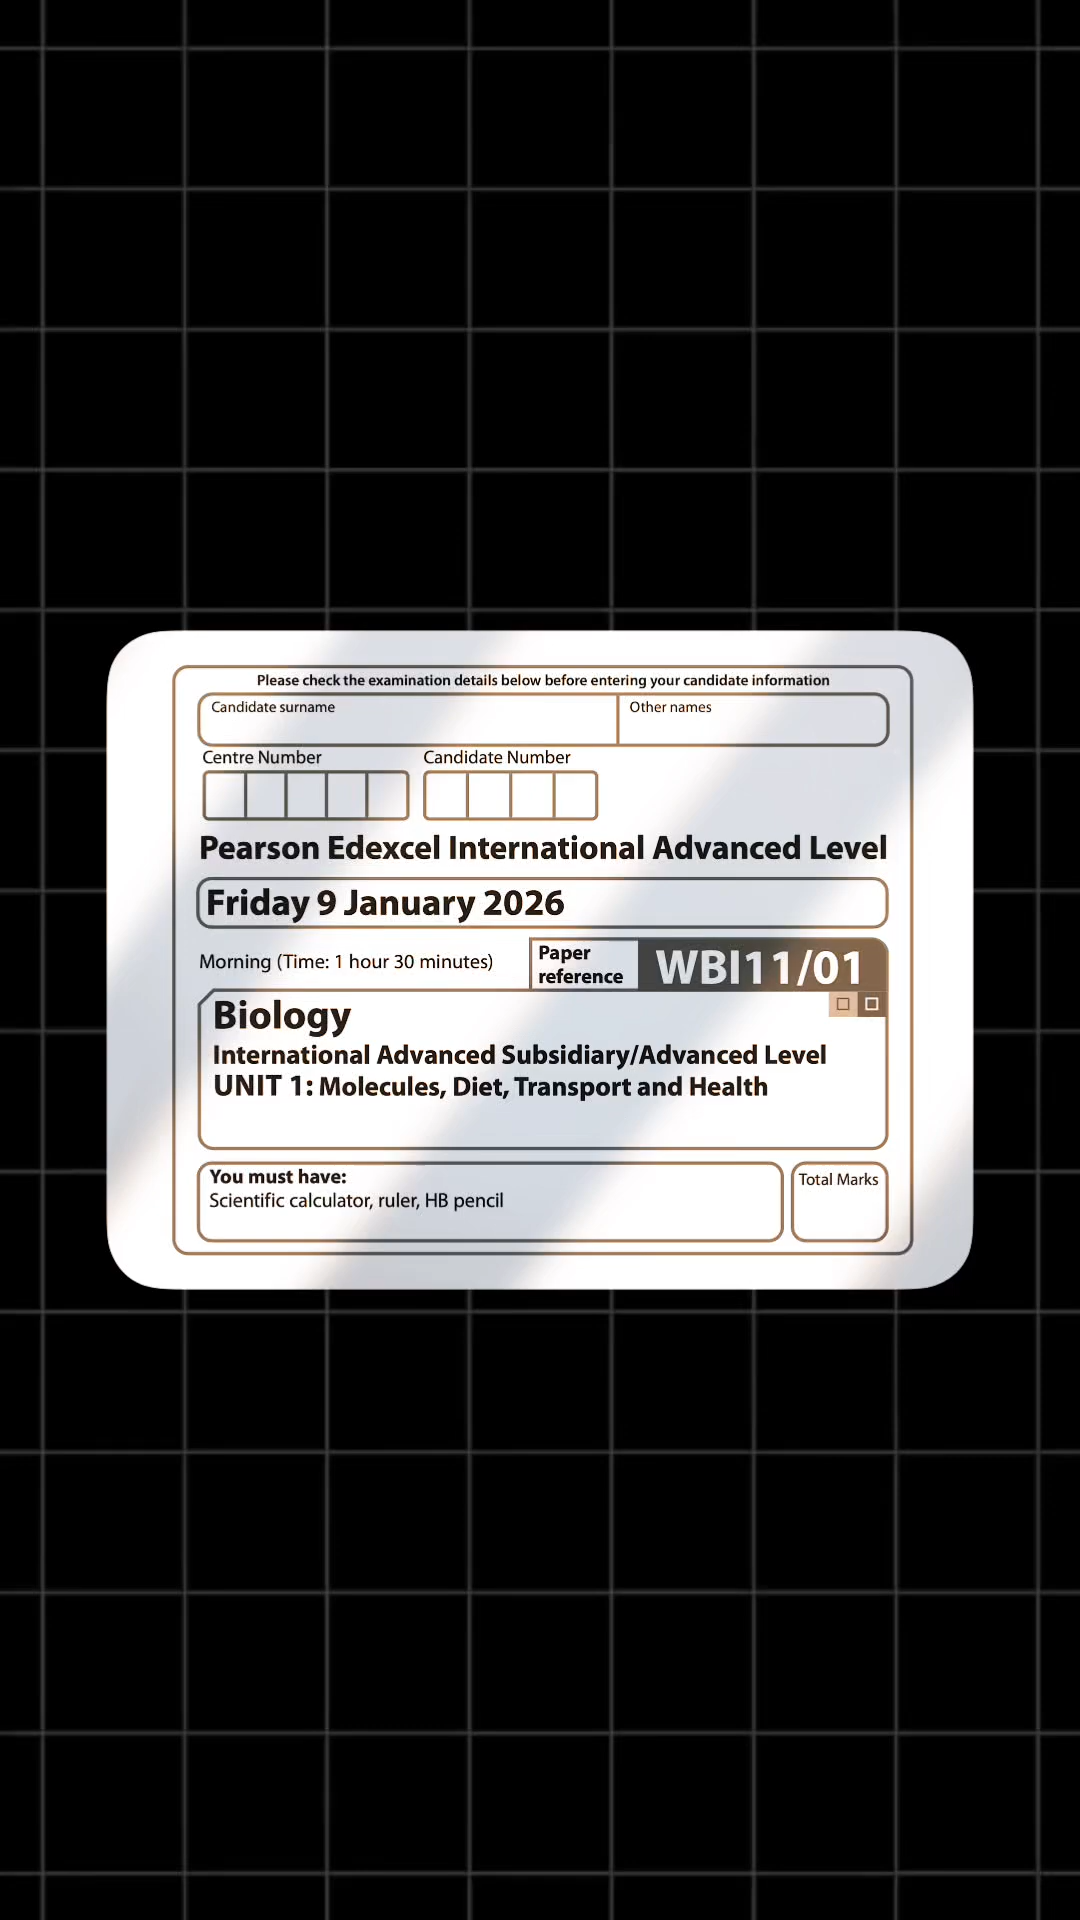 Please check the examination details below before entering your candidate information
Candidate surname
Other names
Centre Number
Candidate Number
Pearson Edexcel International Advanced Level
Friday 9 January 2026
Morning (Time: 1 hour 30 minutes)
Paper reference
WBI11/01
Biology
International Advanced Subsidiary/Advanced Level
UNIT 1: Molecules, Diet, Transport and Health
You must have:
Scientific calculator, ruler, HB pencil
Total Marks